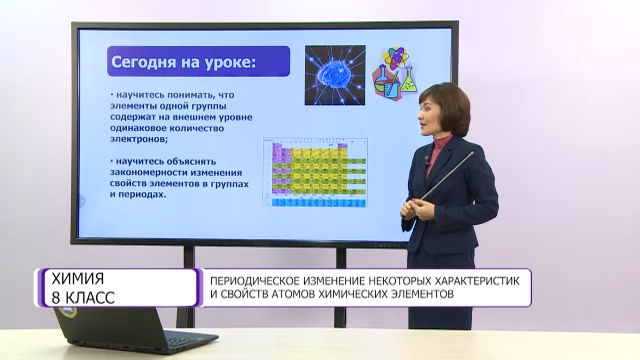 Сегодня на уроке:
• научитесь понимать, что
элементы одной группы
содержат на внешнем уровне
одинаковое количество
электронов;
• научитесь объяснять
закономерности изменения
свойств элементов в группах
и периодах.
ХИМИЯ
8 КЛАСС
ПЕРИОДИЧЕСКОЕ ИЗМЕНЕНИЕ НЕКОТОРЫХ ХАРАКТЕРИСТИК
И СВОЙСТВ АТОМОВ ХИМИЧЕСКИХ ЭЛЕМЕНТОВ